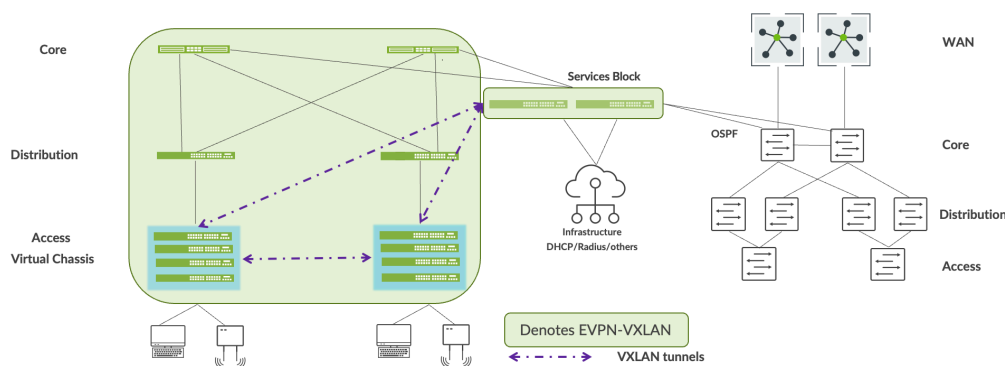 Core
WAN
Services Block
OSPF
Core
Distribution
Distribution
Access
Virtual Chassis
Infrastructure
DHCP/Radius/others
Access
Denotes EVPN-VXLAN
VXLAN tunnels